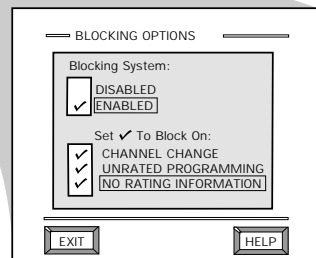 BLOCKING OPTIONS
Blocking System:
DISABLED
✓ ENABLED
Set ✓ To Block On:
✓ CHANNEL CHANGE
✓ UNRATED PROGRAMMING
✓ NO RATING INFORMATION
EXIT
HELP